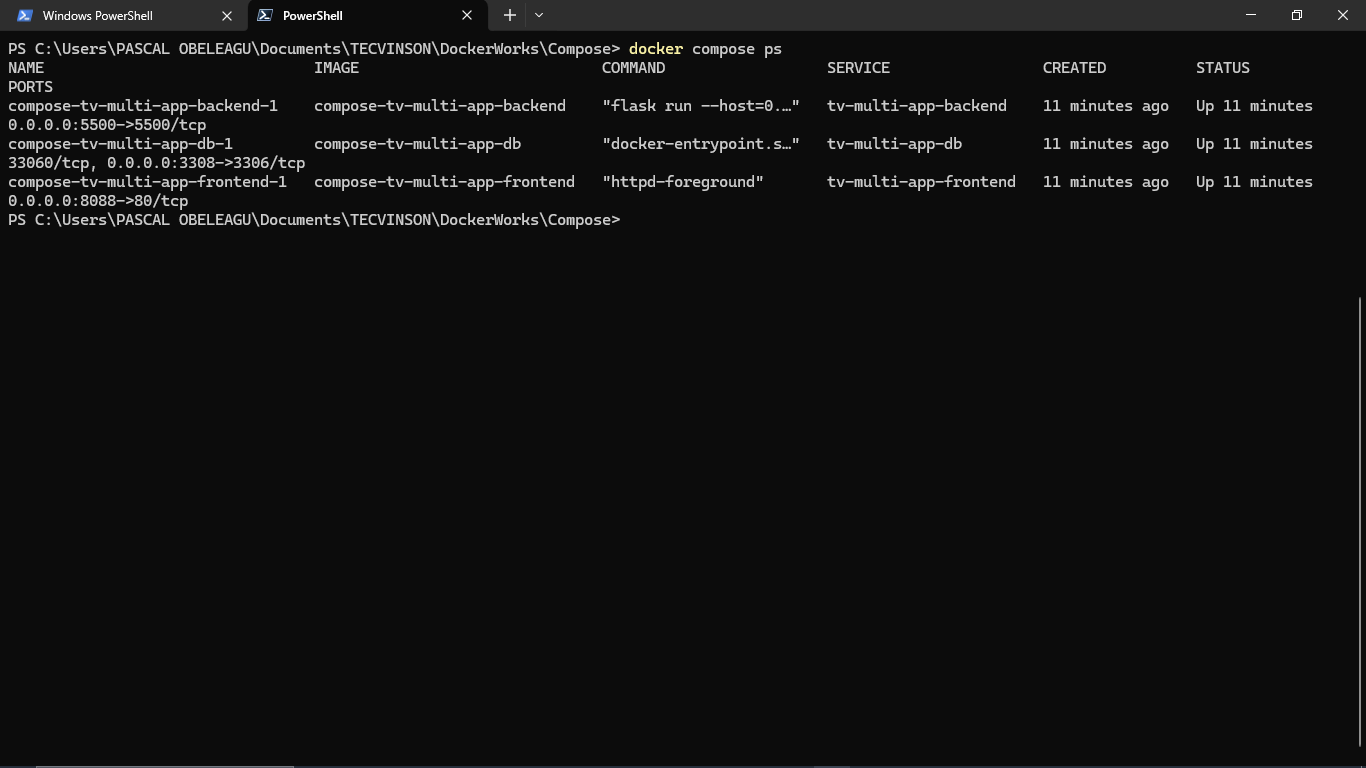 Windows PowerShell
PowerShell
PS C:\Users\PASCAL OBELEAGU\Documents\TECVINSON\DockerWorks\Compose> docker compose ps
NAME IMAGE COMMAND SERVICE CREATED STATUS
PORTS
compose-tv-multi-app-backend-1 compose-tv-multi-app-backend "flask run --host=0.…" tv-multi-app-backend 11 minutes ago Up 11 minutes
0.0.0.0:5500->5500/tcp
compose-tv-multi-app-db-1 compose-tv-multi-app-db "docker-entrypoint.s…" tv-multi-app-db 11 minutes ago Up 11 minutes
33060/tcp, 0.0.0.0:3308->3306/tcp
compose-tv-multi-app-frontend-1 compose-tv-multi-app-frontend "httpd-foreground" tv-multi-app-frontend 11 minutes ago Up 11 minutes
0.0.0.0:8088->80/tcp
PS C:\Users\PASCAL OBELEAGU\Documents\TECVINSON\DockerWorks\Compose>